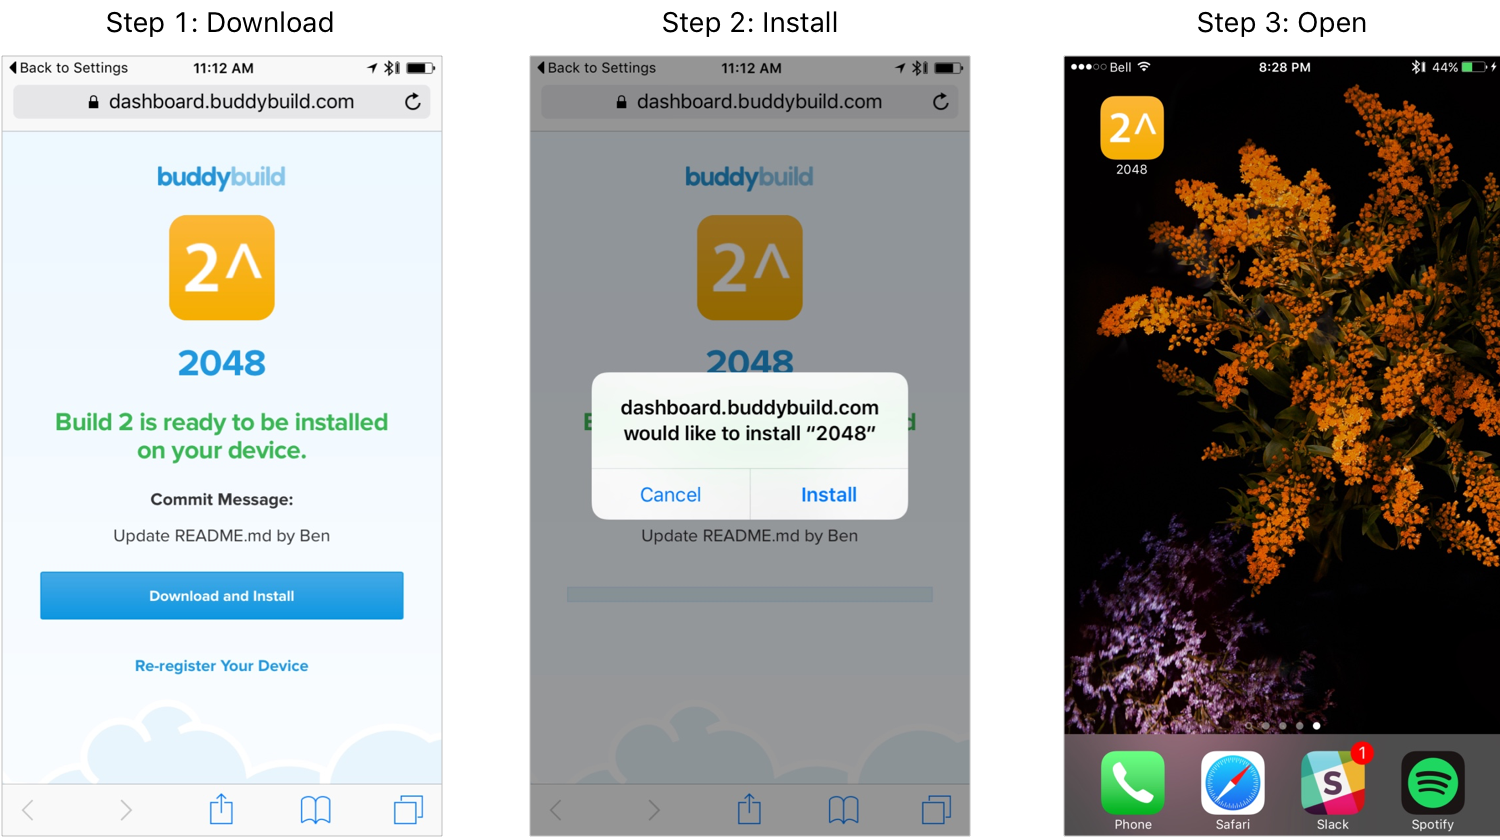 Step 1: Download
Back to Settings
11:12 AM
dashboard.buddybuild.com
buddybuild
2^
2048
Build 2 is ready to be installed
on your device.
Commit Message:
Update README.md by Ben
Download and Install
Re-register Your Device
Step 2: Install
Back to Settings
11:12 AM
dashboard.buddybuild.com
buddybuild
2^
2048
dashboard.buddybuild.com
would like to install “2048”
Cancel
Install
Update README.md by Ben
Step 3: Open
Bell
8:28 PM
44%
2^
2048
1
S
Phone
Safari
Slack
Spotify